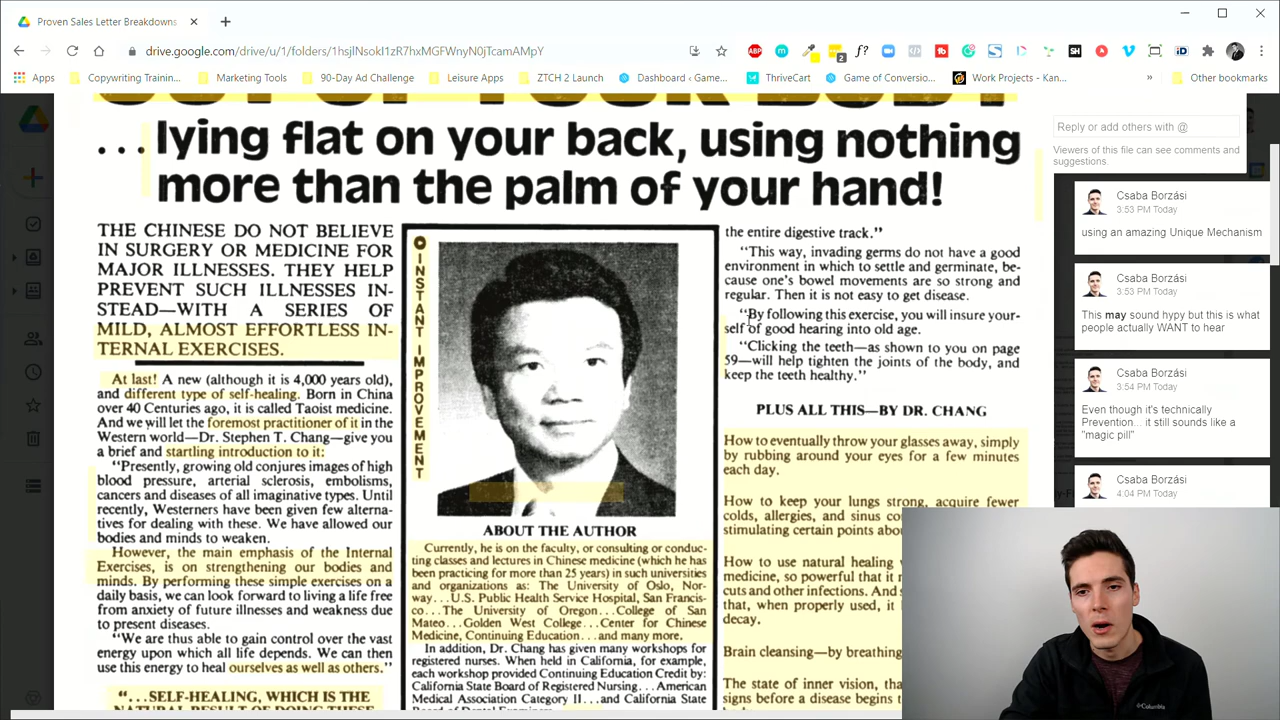 Proven Sales Letter Breakdowns
drive.google.com/drive/u/1/folders/1hsjlNsokI1zR7hxMGFWnyN0jTcamAMpY
Apps
Copywriting Trainin...
Marketing Tools
90-Day Ad Challenge
Leisure Apps
ZTCH 2 Launch
Dashboard ‹ Game...
ThriveCart
Game of Conversio...
Work Projects - Kan...
Other bookmarks
OUT OF YOUR BODY
...lying flat on your back, using nothing
more than the palm of your hand!
THE CHINESE DO NOT BELIEVE
IN SURGERY OR MEDICINE FOR
MAJOR ILLNESSES. THEY HELP
PREVENT SUCH ILLNESSES IN-
STEAD—WITH A SERIES OF
MILD, ALMOST EFFORTLESS IN-
TERNAL EXERCISES.
At last! A new (although it is 4,000 years old),
and different type of self-healing. Born in China
over 40 Centuries ago, it is called Taoist medicine.
And we will let the foremost practitioner of it in the
Western world—Dr. Stephen T. Chang—give you
a brief and startling introduction to it:
"Presently, growing old conjures images of high
blood pressure, arterial sclerosis, embolisms,
cancers and diseases of all imaginative types. Until
recently, Westerners have been given few alterna-
tives for dealing with these. We have allowed our
bodies and minds to weaken.
However, the main emphasis of the Internal
Exercises, is on strengthening our bodies and
minds. By performing these simple exercises on a
daily basis, we can look forward to living a life free
from anxiety of future illnesses and weakness due
to present diseases.
"We are thus able to gain control over the vast
energy upon which all life depends. We can then
use this energy to heal ourselves as well as others."
"...SELF-HEALING, WHICH IS THE
NATURAL RESULT OF DOING THESE
INSTANT IMPROVEMENT
ABOUT THE AUTHOR
Currently, he is on the faculty, or consulting or conduc-
ting classes and lectures in Chinese medicine (which he has
been practicing for more than 25 years) in such universities
and organizations as: The University of Oslo, Nor-
way...U.S. Public Health Service Hospital, San Francis-
co...The University of Oregon...College of San
Mateo...Golden West College...Center for Chinese
Medicine, Continuing Education...and many more.
In addition, Dr. Chang has given many workshops for
registered nurses. When held in California, for example,
each workshop provided Continuing Education Credit by:
California State Board of Registered Nursing...American
Medical Association Category II...and California State
Board of Dental Examiners
the entire digestive track."
"This way, invading germs do not have a good
environment in which to settle and germinate, be-
cause one's bowel movements are so strong and
regular. Then it is not easy to get disease.
"By following this exercise, you will insure your-
self of good hearing into old age.
"Clicking the teeth—as shown to you on page
59—will help tighten the joints of the body, and
keep the teeth healthy."
PLUS ALL THIS—BY DR. CHANG
How to eventually throw your glasses away, simply
by rubbing around your eyes for a few minutes
each day.
How to keep your lungs strong, acquire fewer
colds, allergies, and sinus
stimulating certain points
How to use natural healing
medicine, so powerful that it
cuts and other infections. And
that, when properly used, it
decay.
Brain cleansing—by breathing
The state of inner vision,
signs before a disease begins
Reply or add others with @
Viewers of this file can see comments and
suggestions.
Csaba Borzási
3:53 PM Today
using an amazing Unique Mechanism
Csaba Borzási
3:53 PM Today
This may sound hypy but this is what
people actually WANT to hear
Csaba Borzási
3:54 PM Today
Even though it's technically
Prevention... it still sounds like a
"magic pill"
Csaba Borzási
4:04 PM Today
Columbia